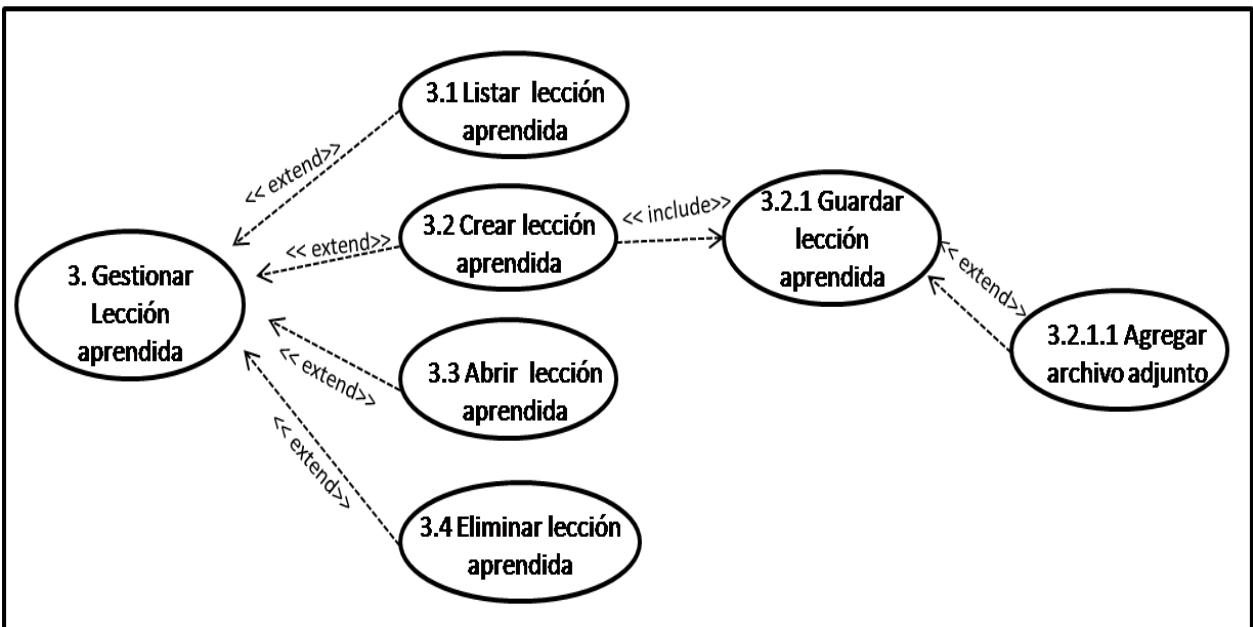 3.1 Listar lección
aprendida
<< extend>>
3.2 Crear lección
aprendida
<< extend>>
<< include>>
3.2.1 Guardar
lección
aprendida
<< extend>>
3.2.1.1 Agregar
archivo adjunto
3. Gestionar
Lección
aprendida
<< extend>>
3.3 Abrir lección
aprendida
<< extend>>
3.4 Eliminar lección
aprendida